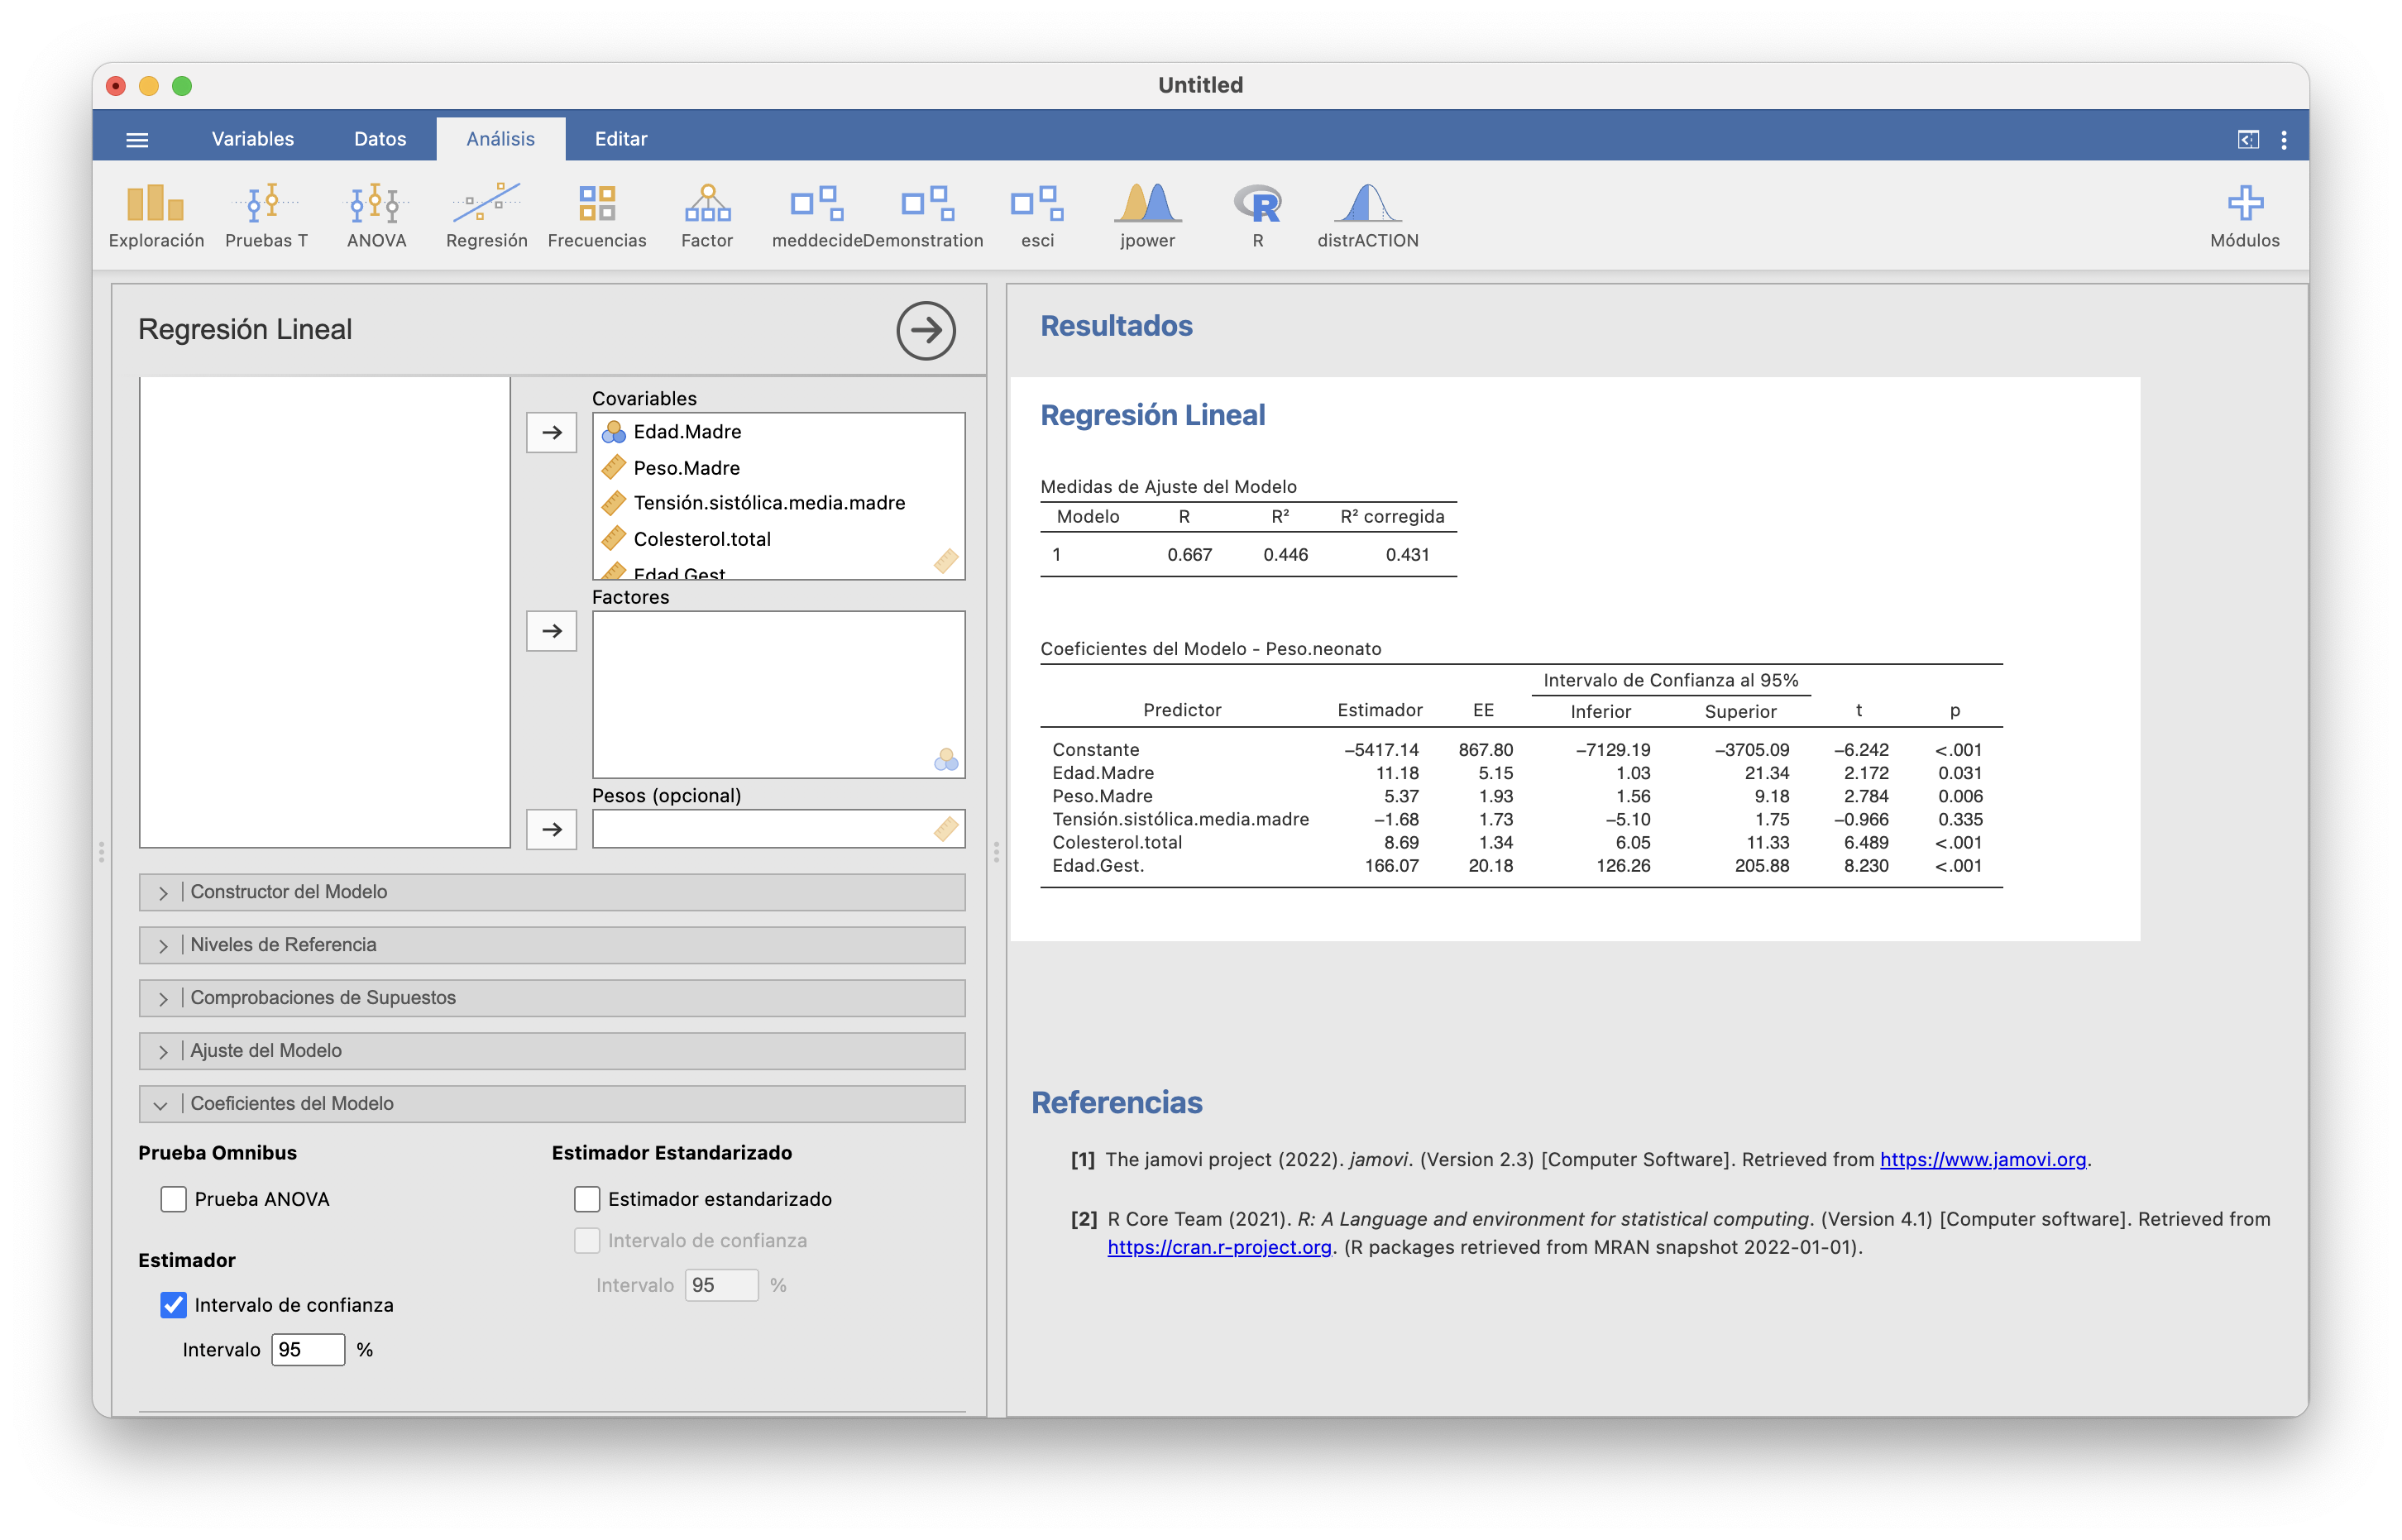 Untitled
Variables Datos Análisis Editar
Exploración Pruebas T ANOVA Regresión Frecuencias Factor meddecide Demonstration esci jpower R distrACTION Módulos
Regresión Lineal
Covariables
Edad.Madre
Peso.Madre
Tensión.sistólica.media.madre
Colesterol.total
Edad.Gest.
Factores
Pesos (opcional)
Constructor del Modelo
Niveles de Referencia
Comprobaciones de Supuestos
Ajuste del Modelo
Coeficientes del Modelo
Prueba Omnibus
Prueba ANOVA
Estimador
Intervalo de confianza
Intervalo 95 %
Estimador Estandarizado
Estimador estandarizado
Intervalo de confianza
Intervalo 95 %
Resultados
Regresión Lineal
Medidas de Ajuste del Modelo
Modelo R R² R² corregida
1 0.667 0.446 0.431
Coeficientes del Modelo - Peso.neonato
Intervalo de Confianza al 95%
Predictor Estimador EE Inferior Superior t p
Constante −5417.14 867.80 −7129.19 −3705.09 −6.242 <.001
Edad.Madre 11.18 5.15 1.03 21.34 2.172 0.031
Peso.Madre 5.37 1.93 1.56 9.18 2.784 0.006
Tensión.sistólica.media.madre −1.68 1.73 −5.10 1.75 −0.966 0.335
Colesterol.total 8.69 1.34 6.05 11.33 6.489 <.001
Edad.Gest. 166.07 20.18 126.26 205.88 8.230 <.001
Referencias
[1] The jamovi project (2022). jamovi. (Version 2.3) [Computer Software]. Retrieved from https://www.jamovi.org.
[2] R Core Team (2021). R: A Language and environment for statistical computing. (Version 4.1) [Computer software]. Retrieved from
https://cran.r-project.org. (R packages retrieved from MRAN snapshot 2022-01-01).